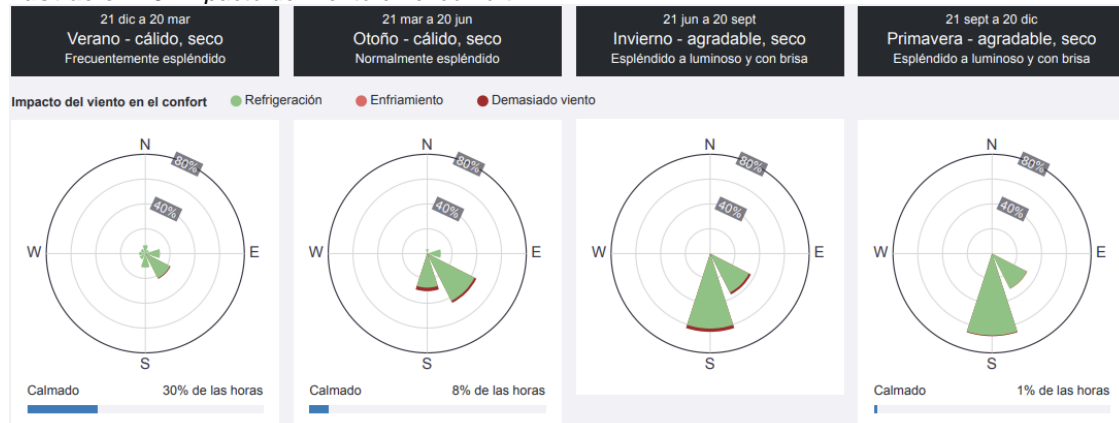 21 dic a 20 mar
Verano - cálido, seco
Frecuentemente espléndido
21 mar a 20 jun
Otoño - cálido, seco
Normalmente espléndido
21 jun a 20 sept
Invierno - agradable, seco
Espléndido a luminoso y con brisa
21 sept a 20 dic
Primavera - agradable, seco
Espléndido a luminoso y con brisa
Impacto del viento en el confort Refrigeración Enfriamiento Demasiado viento
N
80%
40%
W E
S
Calmado 30% de las horas
N
80%
40%
W E
S
Calmado 8% de las horas
N
80%
40%
W E
S
N
80%
40%
W E
S
Calmado 1% de las horas